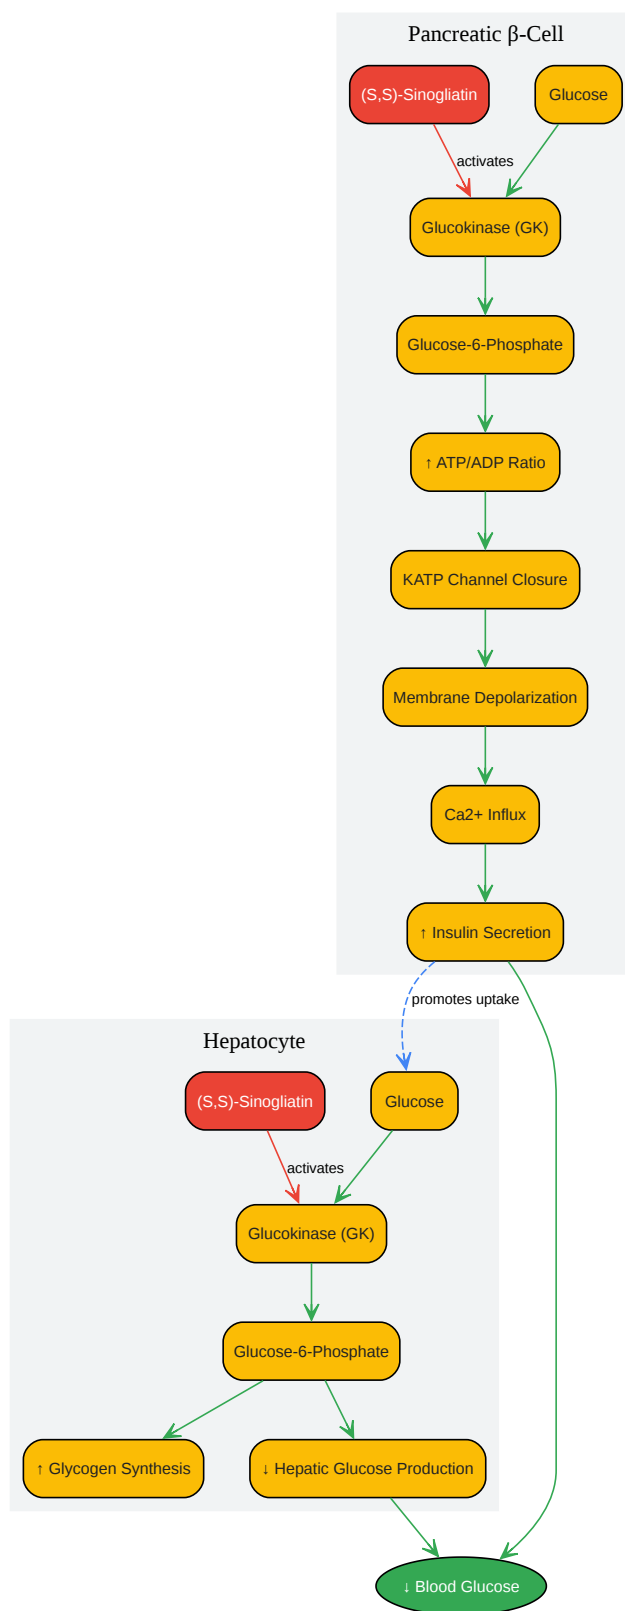 Pancreatic β-Cell
(S,S)-Sinogliatin
Glucose
activates
Glucokinase (GK)
Glucose-6-Phosphate
↑ ATP/ADP Ratio
KATP Channel Closure
Membrane Depolarization
Ca2+ Influx
↑ Insulin Secretion
promotes uptake
Hepatocyte
(S,S)-Sinogliatin
Glucose
activates
Glucokinase (GK)
Glucose-6-Phosphate
↑ Glycogen Synthesis
↓ Hepatic Glucose Production
↓ Blood Glucose